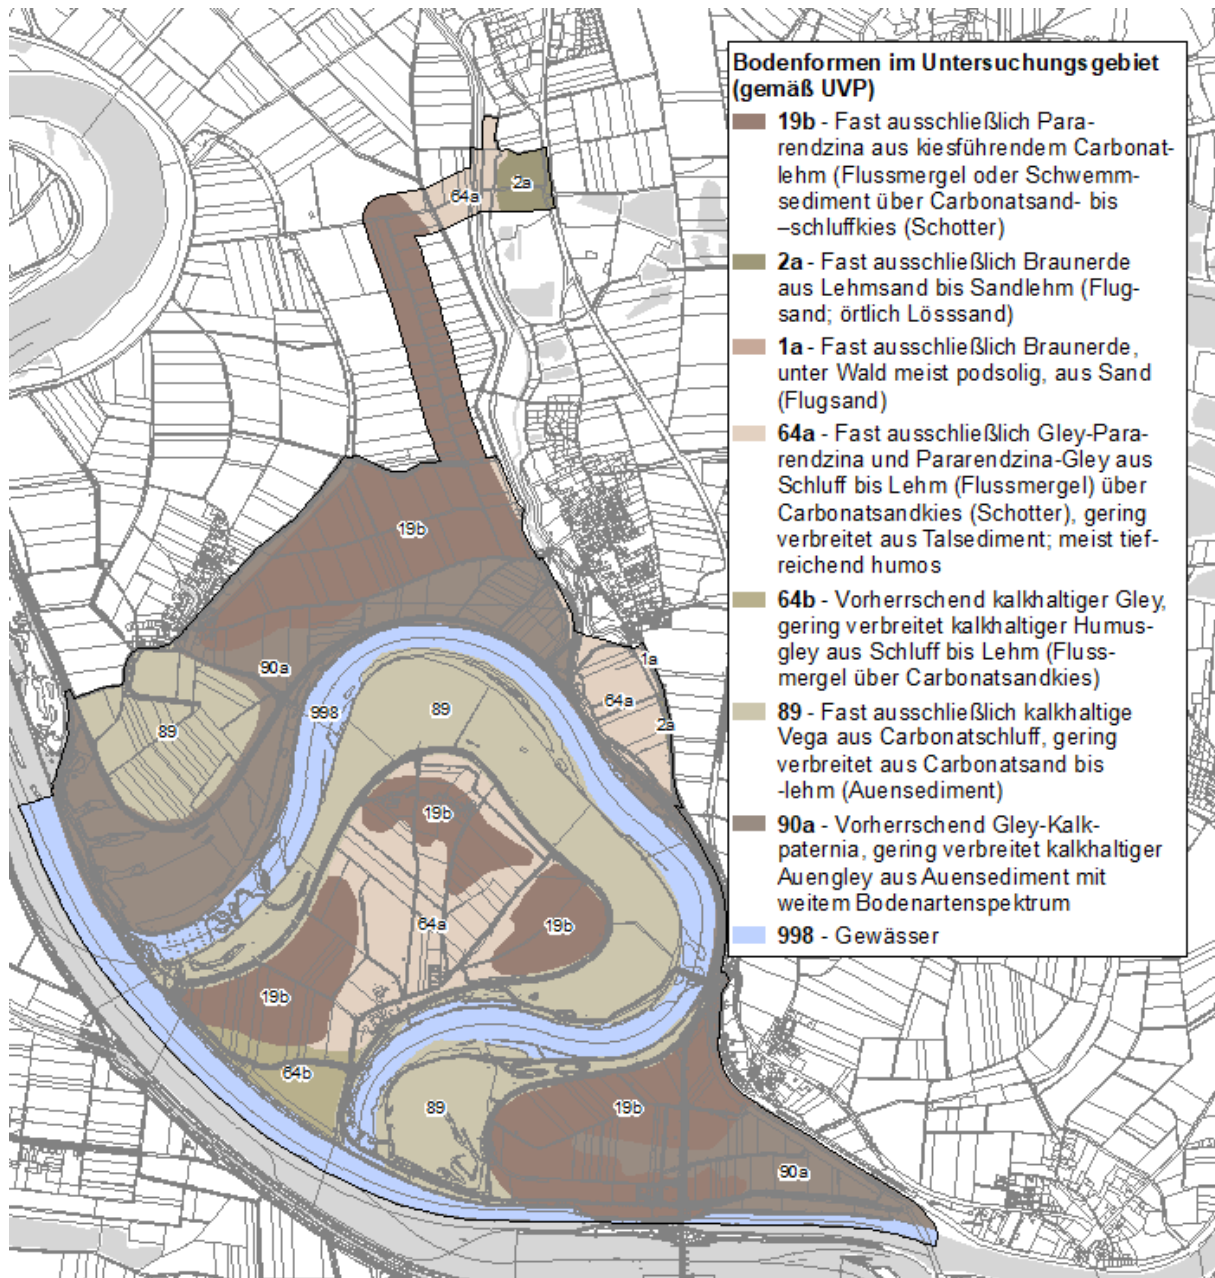 Bodenformen im Untersuchungsgebiet
(gemäß UVP)
19b - Fast ausschließlich Para-
rendzina aus kiesführendem Carbonat-
lehm (Flussmergel oder Schwemm-
sediment über Carbonatsand- bis
–schluffkies (Schotter)
2a - Fast ausschließlich Braunerde
aus Lehmsand bis Sandlehm (Flug-
sand; örtlich Lösssand)
1a - Fast ausschließlich Braunerde,
unter Wald meist podsolig, aus Sand
(Flugsand)
64a - Fast ausschließlich Gley-Para-
rendzina und Pararendzina-Gley aus
Schluff bis Lehm (Flussmergel) über
Carbonatsandkies (Schotter), gering
verbreitet aus Talsediment; meist tief-
reichend humos
64b - Vorherrschend kalkhaltiger Gley,
gering verbreitet kalkhaltiger Humus-
gley aus Schluff bis Lehm (Fluss-
mergel über Carbonatsandkies)
89 - Fast ausschließlich kalkhaltige
Vega aus Carbonatschluff, gering
verbreitet aus Carbonatsand bis
-lehm (Auensediment)
90a - Vorherrschend Gley-Kalk-
paternia, gering verbreitet kalkhaltiger
Auengley aus Auensediment mit
weitem Bodenartenspektrum
998 - Gewässer
2a
64a
19b
1a
90a
64a
998
89
2a
89
19b
64a
19b
19b
64b
89
19b
90a